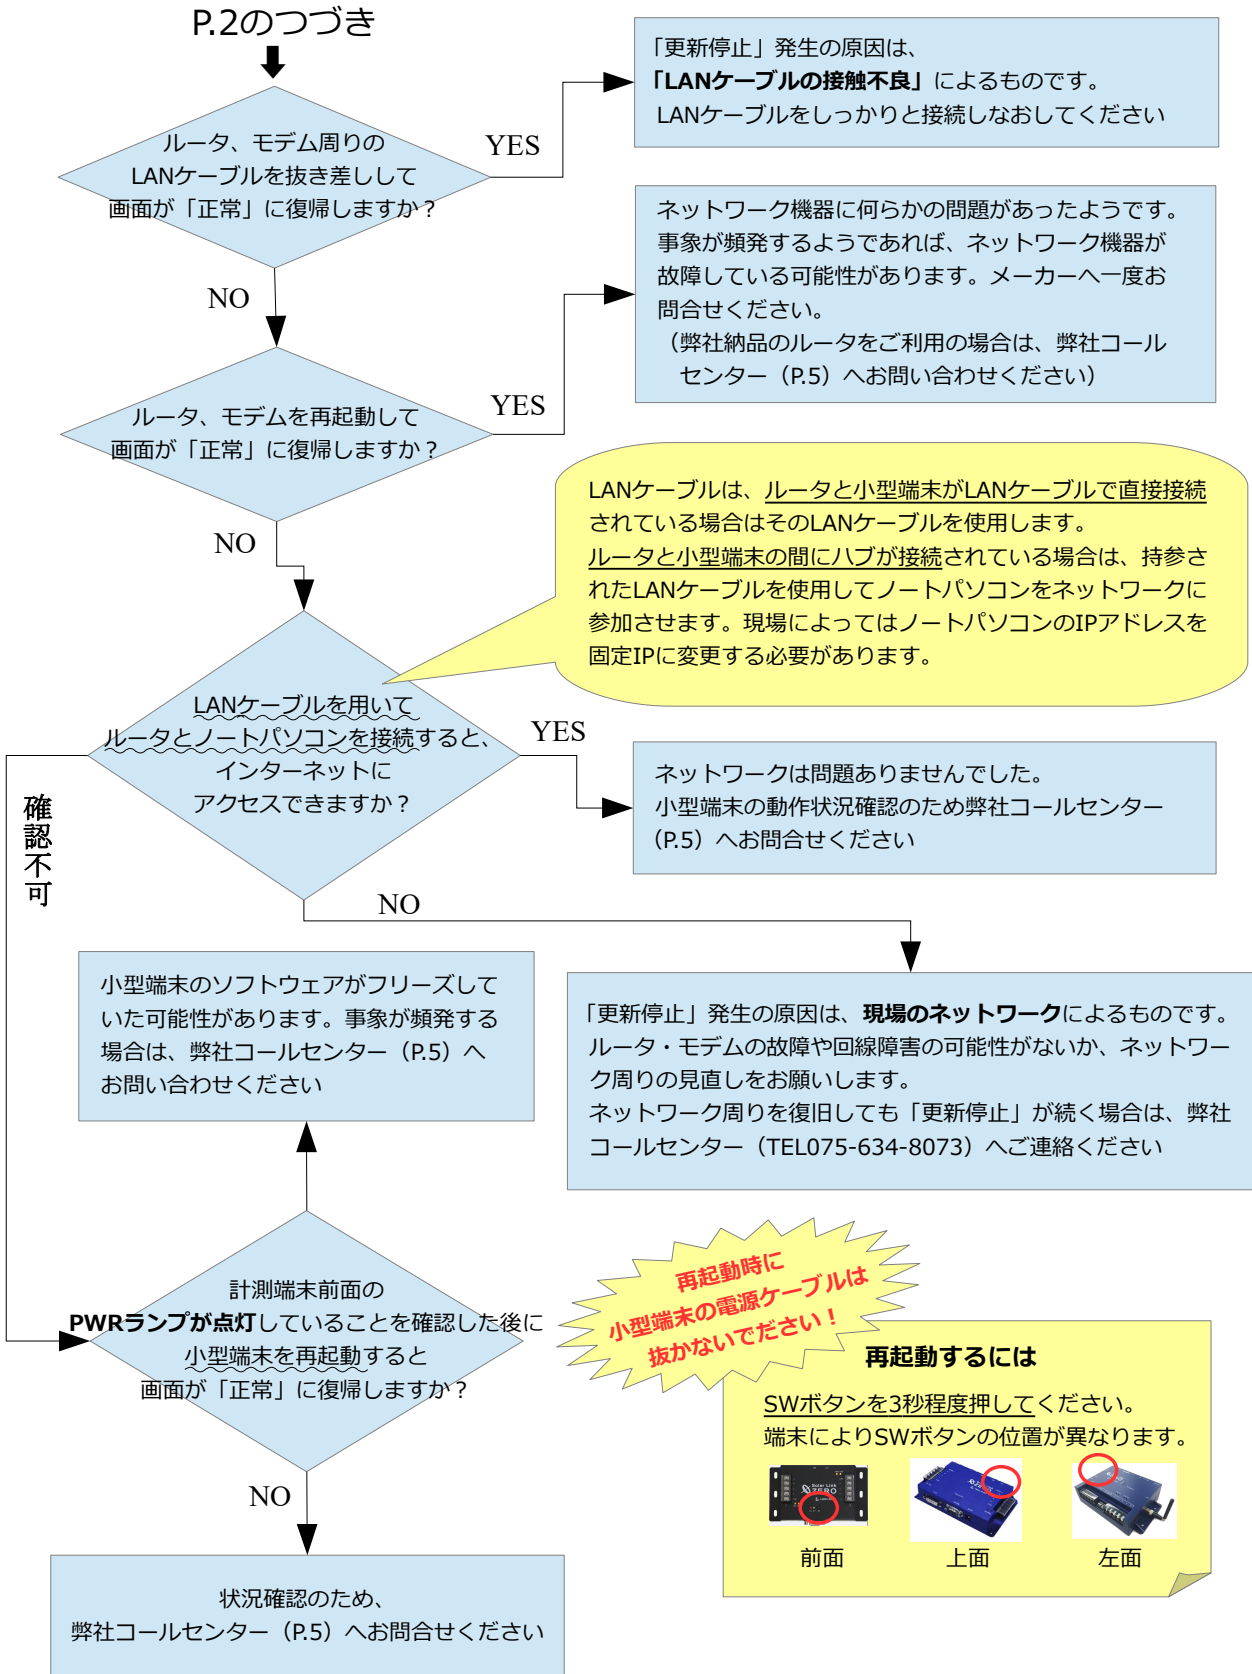 P.2のつづき
ルータ、モデム周りの
LANケーブルを抜き差しして
画面が「正常」に復帰しますか？
YES
「更新停止」発生の原因は、
「LANケーブルの接触不良」によるものです。
LANケーブルをしっかりと接続しなおしてください
NO
ルータ、モデムを再起動して
画面が「正常」に復帰しますか？
YES
ネットワーク機器に何らかの問題があったようです。
事象が頻発するようであれば、ネットワーク機器が
故障している可能性があります。メーカーへ一度お
問合せください。
（弊社納品のルータをご利用の場合は、弊社コール
センター（P.5）へお問い合わせください）
NO
LANケーブルは、ルータと小型端末がLANケーブルで直接接続
されている場合はそのLANケーブルを使用します。
ルータと小型端末の間にハブが接続されている場合は、持参さ
れたLANケーブルを使用してノートパソコンをネットワークに
参加させます。現場によってはノートパソコンのIPアドレスを
固定IPに変更する必要があります。
LANケーブルを用いて
ルータとノートパソコンを接続すると、
インターネットに
アクセスできますか？
YES
ネットワークは問題ありませんでした。
小型端末の動作状況確認のため弊社コールセンター
（P.5）へお問合せください
確認不可
NO
「更新停止」発生の原因は、現場のネットワークによるものです。
ルータ・モデムの故障や回線障害の可能性がないか、ネットワー
ク周りの見直しをお願いします。
ネットワーク周りを復旧しても「更新停止」が続く場合は、弊社
コールセンター（TEL075-634-8073）へご連絡ください
小型端末のソフトウェアがフリーズして
いた可能性があります。事象が頻発する
場合は、弊社コールセンター（P.5）へ
お問い合わせください
計測端末前面の
PWRランプが点灯していることを確認した後に
小型端末を再起動すると
画面が「正常」に復帰しますか？
NO
状況確認のため、
弊社コールセンター（P.5）へお問合せください
再起動時に
小型端末の電源ケーブルは
抜かないでださい！
再起動するには
SWボタンを3秒程度押してください。
端末によりSWボタンの位置が異なります。
Solar Link
ZERO
前面
上面
左面